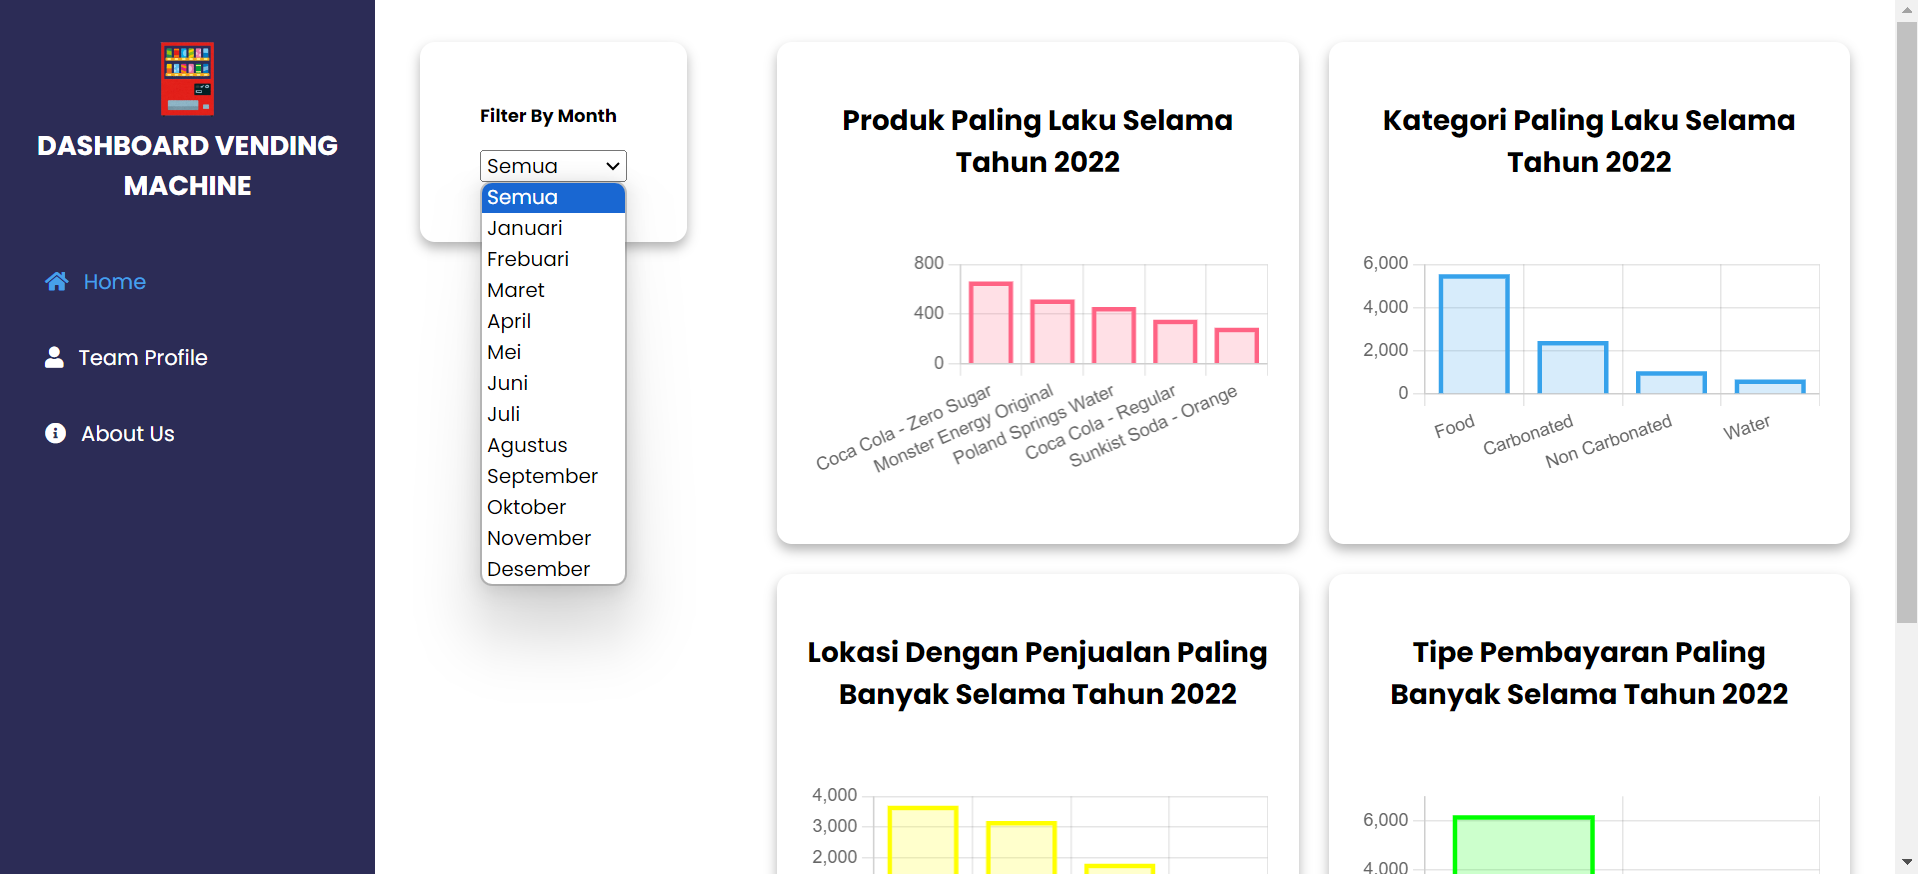 DASHBOARD VENDING
MACHINE
Home
Team Profile
About Us
Filter By Month
Semua
Semua
Januari
Frebuari
Maret
April
Mei
Juni
Juli
Agustus
September
Oktober
November
Desember
Produk Paling Laku Selama
Tahun 2022
800
400
0
Coca Cola - Zero Sugar
Monster Energy Original
Poland Springs Water
Coca Cola - Regular
Sunkist Soda - Orange
Kategori Paling Laku Selama
Tahun 2022
6,000
4,000
2,000
0
Food
Carbonated
Non Carbonated
Water
Lokasi Dengan Penjualan Paling
Banyak Selama Tahun 2022
4,000
3,000
2,000
Tipe Pembayaran Paling
Banyak Selama Tahun 2022
6,000
4,000